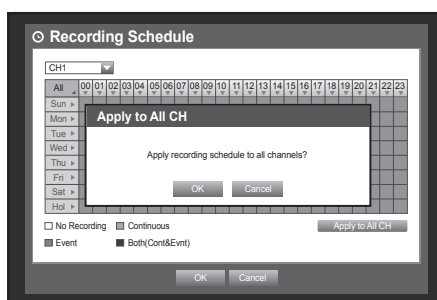 Recording Schedule
CH1
All 00 01 02 03 04 05 06 07 08 09 10 11 12 13 14 15 16 17 18 19 20 21 22 23
Sun
Mon
Apply to All CH
Tue
Wed
Apply recording schedule to all channels?
Thu
Fri
Sat
OK Cancel
Hol
No Recording Continuous Apply to All CH
Event Both(Cont&Evnt)
OK Cancel